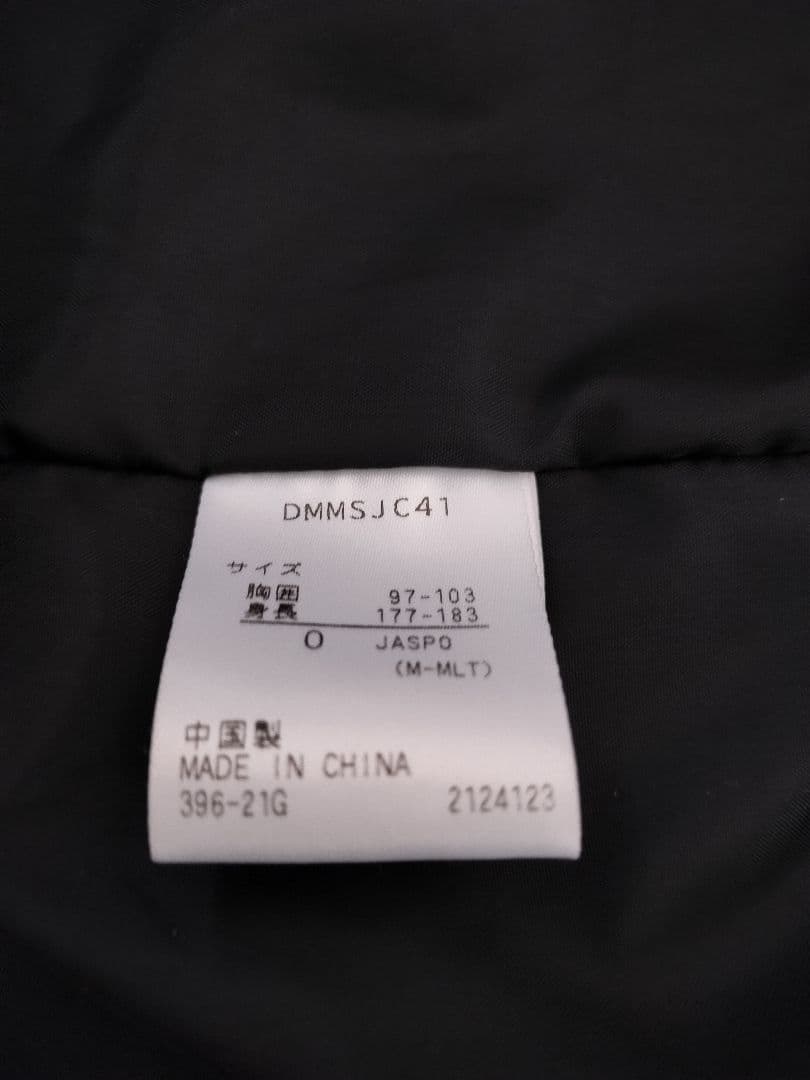 DMMSJC41
サイズ
胸囲 97-103
身長 177-183
O JASPO
(M-MLT)
中国製
MADE IN CHINA
396-21G 2124123